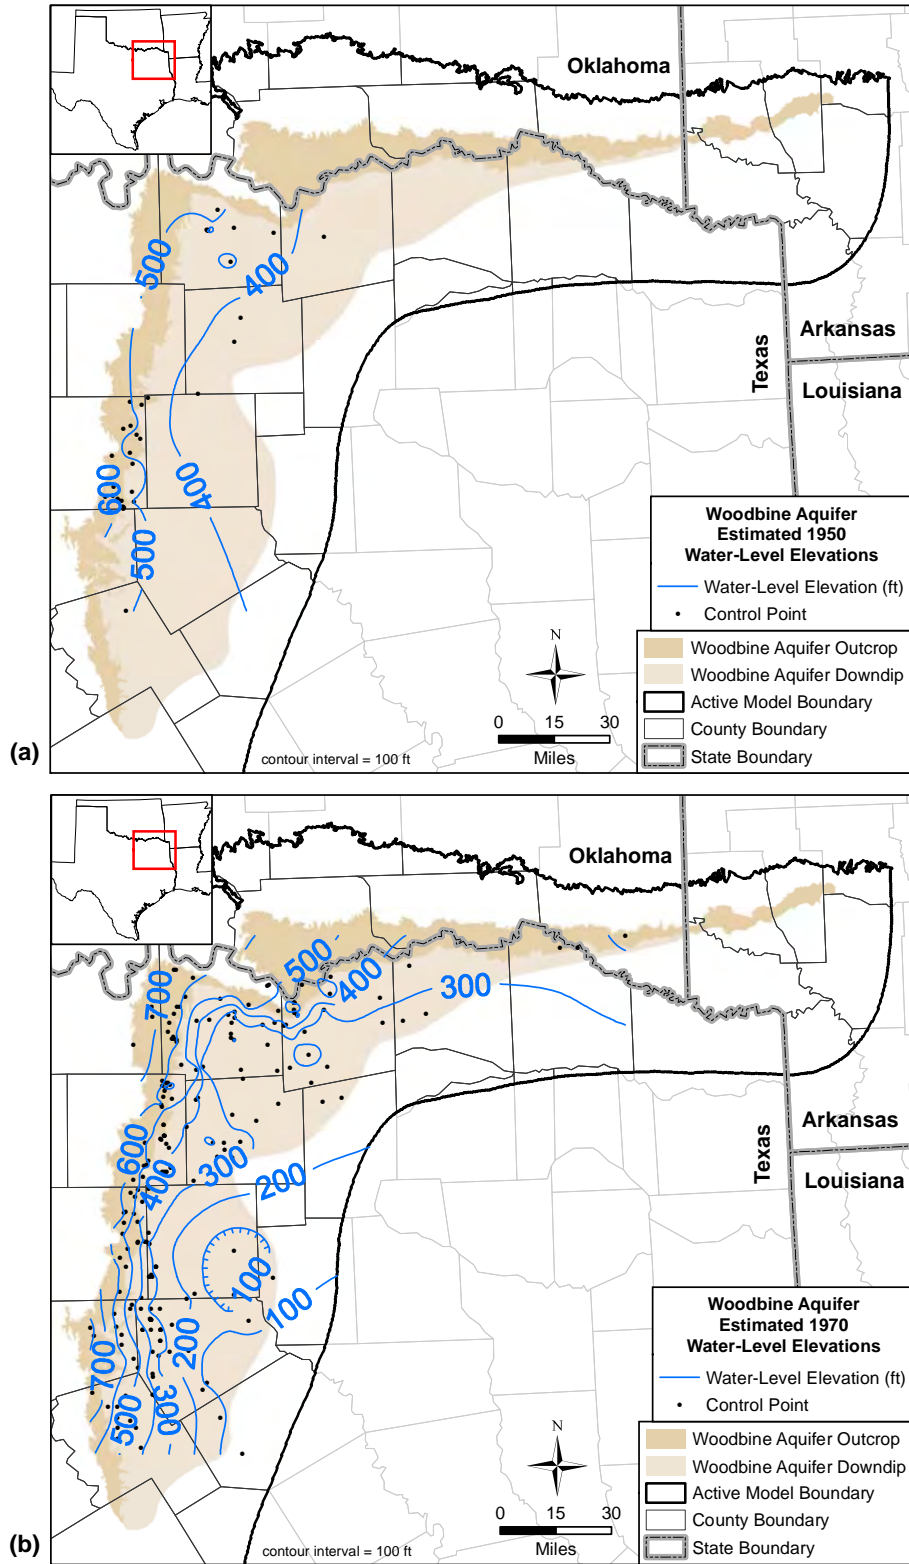 Oklahoma
500
400
Arkansas
Texas
Louisiana
400
600
500
Woodbine Aquifer
Estimated 1950
Water-Level Elevations
Water-Level Elevation (ft)
Control Point
N
Woodbine Aquifer Outcrop
Woodbine Aquifer Downdip
Active Model Boundary
County Boundary
State Boundary
0 15 30
Miles
contour interval = 100 ft
(a)
Oklahoma
500
400
700
300
Arkansas
Texas
Louisiana
600
400
300
200
100
100
200
700
500
300
Woodbine Aquifer
Estimated 1970
Water-Level Elevations
Water-Level Elevation (ft)
Control Point
N
Woodbine Aquifer Outcrop
Woodbine Aquifer Downdip
Active Model Boundary
County Boundary
State Boundary
0 15 30
Miles
contour interval = 100 ft
(b)